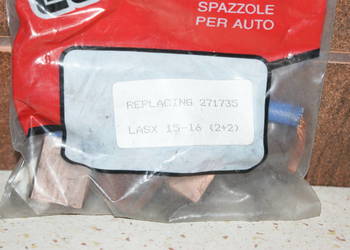 SPAZZOLE
PER AUTO
REPLACING 271735
LASX 15-16 (2+2)